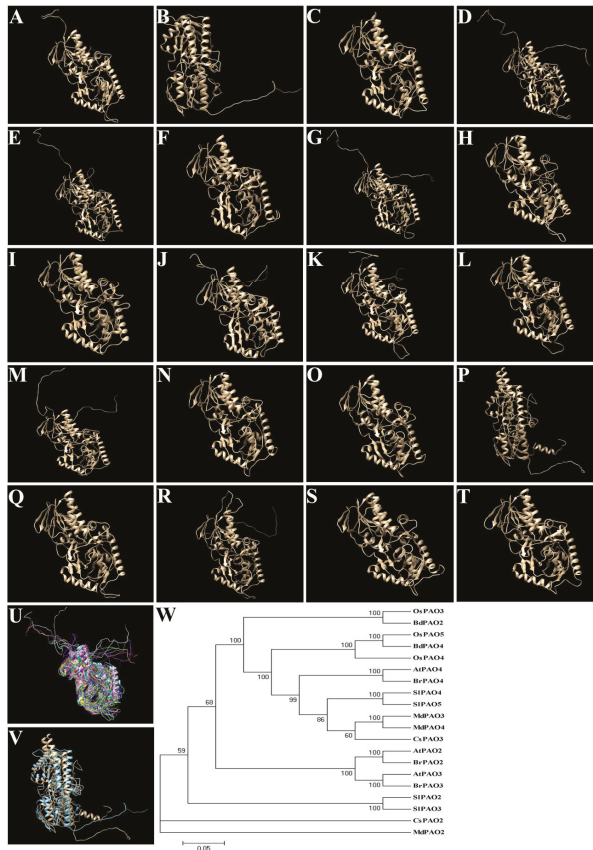 A
B
C
D
E
F
G
H
I
J
K
L
M
N
O
P
Q
R
S
T
U
V
W
100
OsPAO3
BdPAO2
100
OsPAO5
100
BdPAO4
OsPAO4
100
100
AtPAO4
BrPAO4
99
100
SlPAO4
SlPAO5
86
100
MdPAO3
68
MdPAO4
60
CsPAO3
59
100
AtPAO2
BrPAO2
100
100
AtPAO3
BrPAO3
100
SlPAO2
SlPAO3
CsPAO2
MdPAO2
0.05